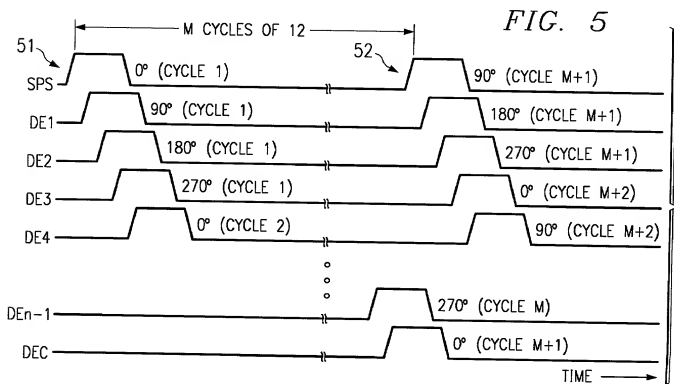 FIG. 5
M CYCLES OF 12
51
52
SPS
0° (CYCLE 1)
90° (CYCLE M+1)
DE1
90° (CYCLE 1)
180° (CYCLE M+1)
DE2
180° (CYCLE 1)
270° (CYCLE M+1)
DE3
270° (CYCLE 1)
0° (CYCLE M+2)
DE4
0° (CYCLE 2)
90° (CYCLE M+2)
DEn-1
270° (CYCLE M)
DEC
0° (CYCLE M+1)
TIME